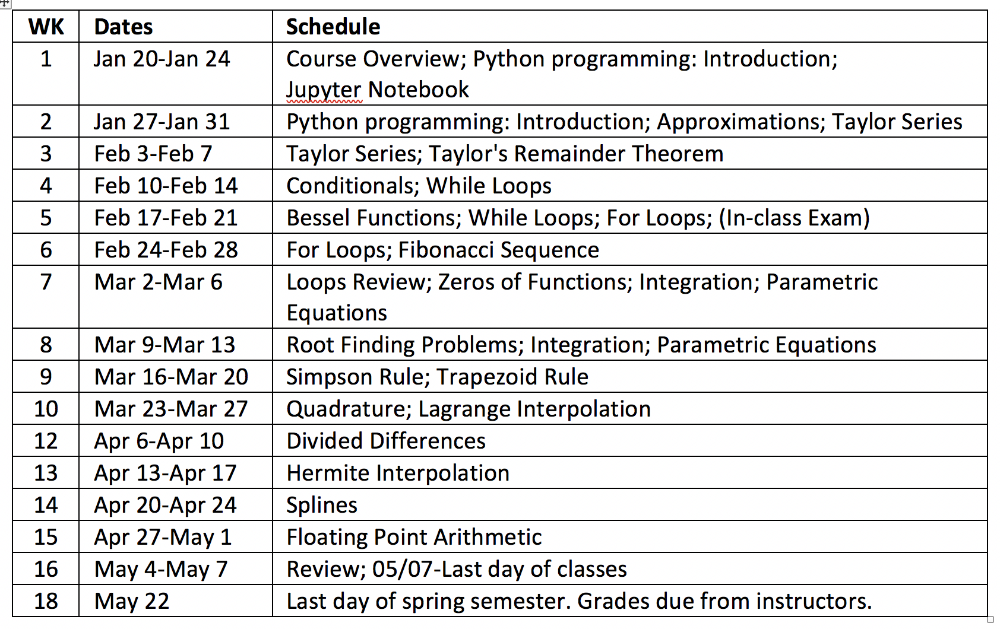 WK Dates Schedule
1 Jan 20-Jan 24 Course Overview; Python programming: Introduction;
Jupyter Notebook
2 Jan 27-Jan 31 Python programming: Introduction; Approximations; Taylor Series
3 Feb 3-Feb 7 Taylor Series; Taylor's Remainder Theorem
4 Feb 10-Feb 14 Conditionals; While Loops
5 Feb 17-Feb 21 Bessel Functions; While Loops; For Loops; (In-class Exam)
6 Feb 24-Feb 28 For Loops; Fibonacci Sequence
7 Mar 2-Mar 6 Loops Review; Zeros of Functions; Integration; Parametric
Equations
8 Mar 9-Mar 13 Root Finding Problems; Integration; Parametric Equations
9 Mar 16-Mar 20 Simpson Rule; Trapezoid Rule
10 Mar 23-Mar 27 Quadrature; Lagrange Interpolation
12 Apr 6-Apr 10 Divided Differences
13 Apr 13-Apr 17 Hermite Interpolation
14 Apr 20-Apr 24 Splines
15 Apr 27-May 1 Floating Point Arithmetic
16 May 4-May 7 Review; 05/07-Last day of classes
18 May 22 Last day of spring semester. Grades due from instructors.